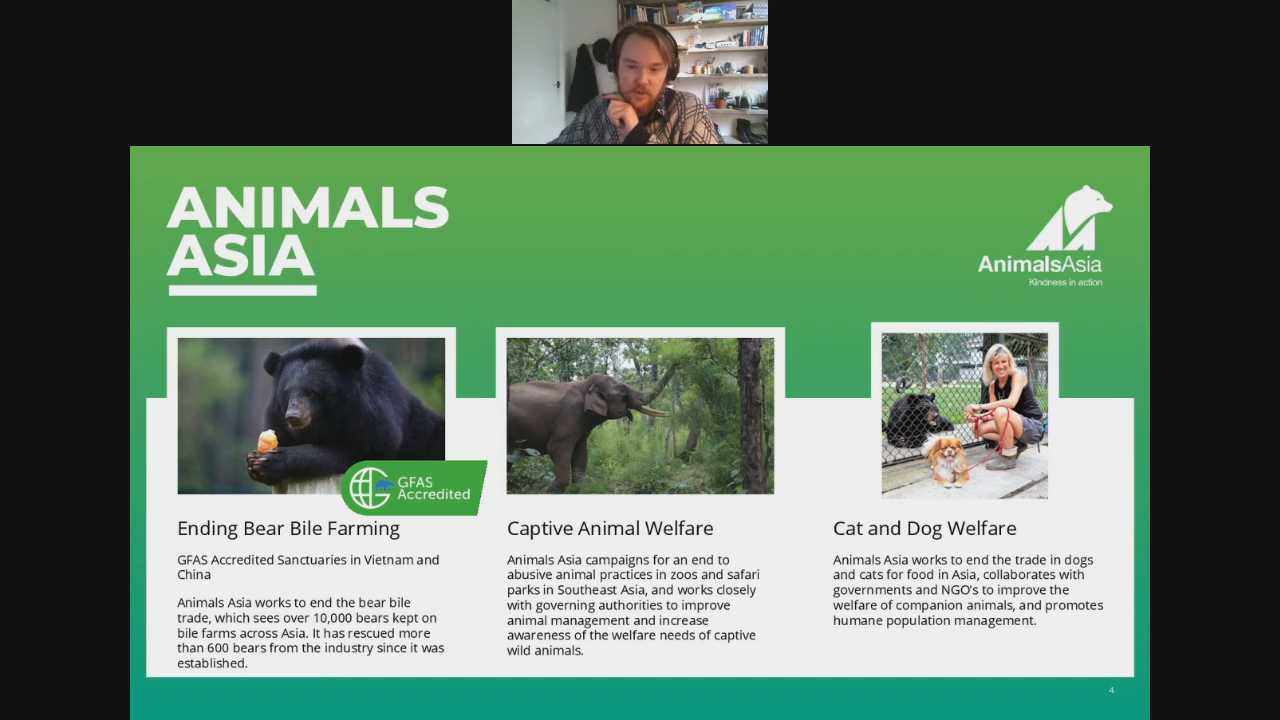 ANIMALS
ASIA
AnimalsAsia
Kindness in action
GFAS
Accredited
Ending Bear Bile Farming
GFAS Accredited Sanctuaries in Vietnam and
China
Animals Asia works to end the bear bile
trade, which sees over 10,000 bears kept on
bile farms across Asia. It has rescued more
than 600 bears from the industry since it was
established.
Captive Animal Welfare
Animals Asia campaigns for an end to
abusive animal practices in zoos and safari
parks in Southeast Asia, and works closely
with governing authorities to improve
animal management and increase
awareness of the welfare needs of captive
wild animals.
Cat and Dog Welfare
Animals Asia works to end the trade in dogs
and cats for food in Asia, collaborates with
governments and NGO's to improve the
welfare of companion animals, and promotes
humane population management.
4